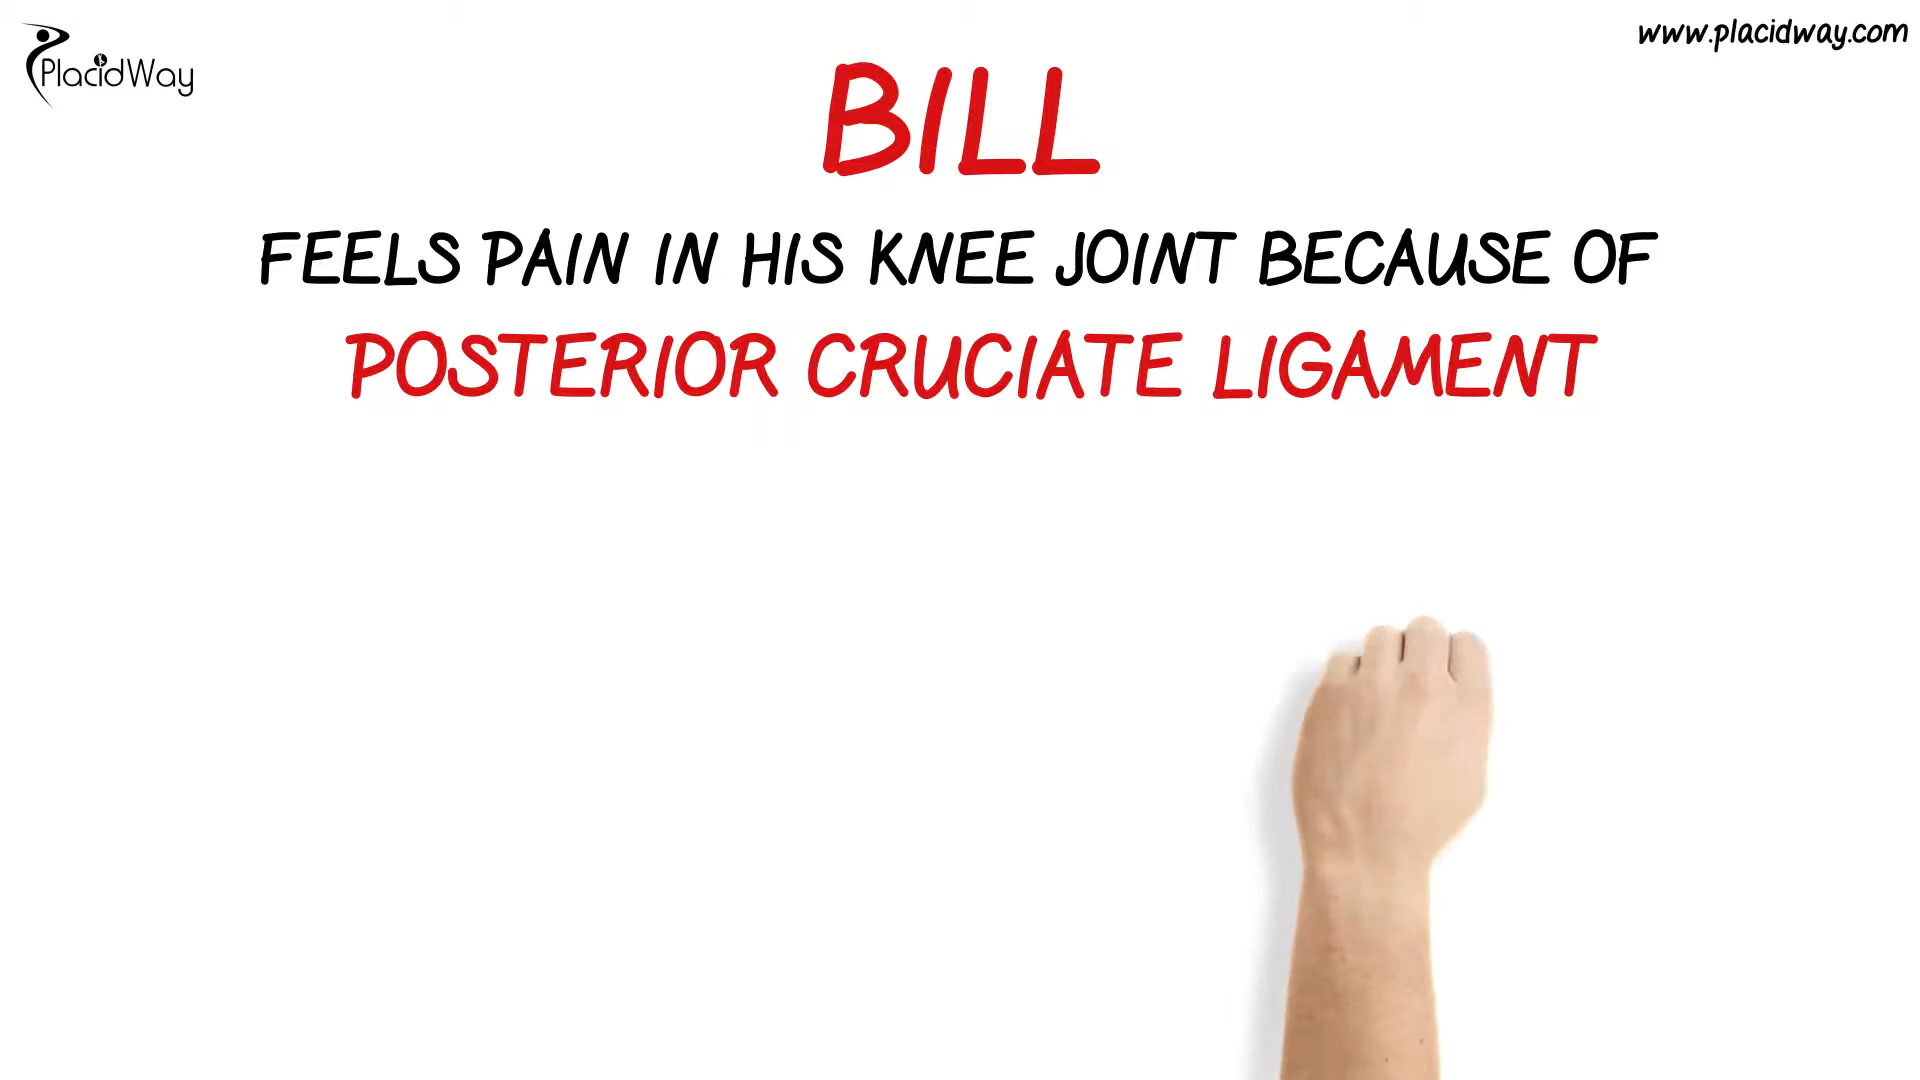 PlacidWay
www.placidway.com
BILL
FEELS PAIN IN HIS KNEE JOINT BECAUSE OF
POSTERIOR CRUCIATE LIGAMENT